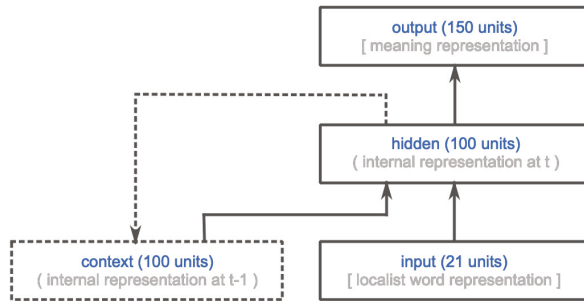 output (150 units)
[ meaning representation ]
hidden (100 units)
( internal representation at t )
context (100 units)
( internal representation at t-1 )
input (21 units)
[ localist word representation ]